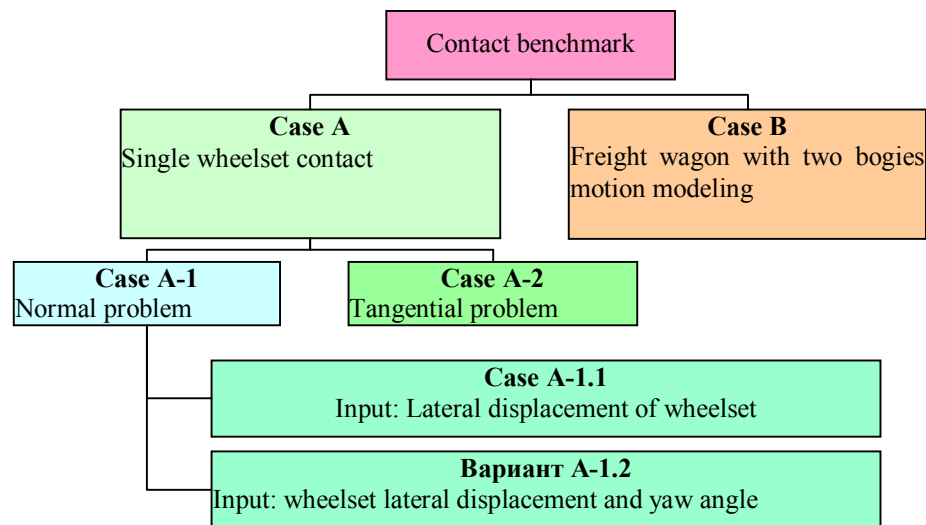 Contact benchmark
Case A
Single wheelset contact
Case B
Freight wagon with two bogies
motion modeling
Case A-1
Normal problem
Case A-2
Tangential problem
Case A-1.1
Input: Lateral displacement of wheelset
Вариант A-1.2
Input: wheelset lateral displacement and yaw angle